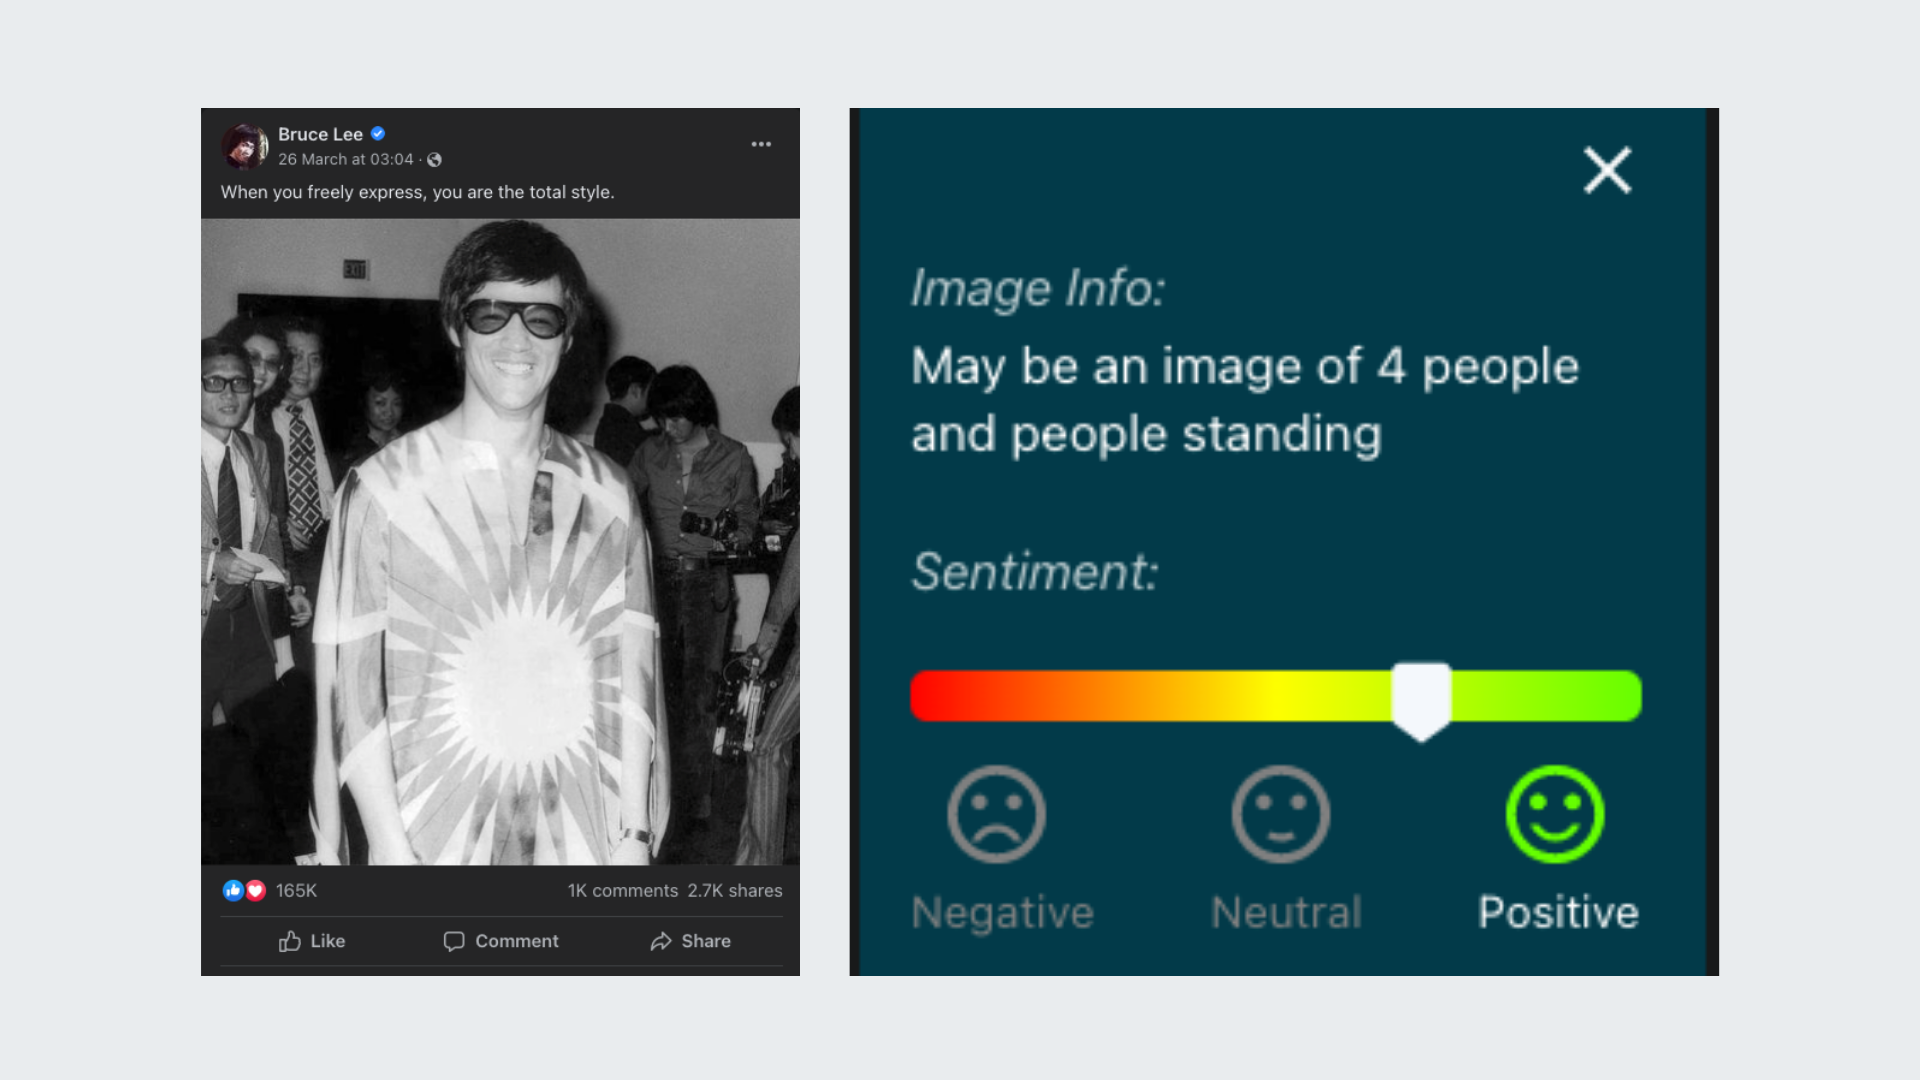 Bruce Lee
26 March at 03:04 ·
When you freely express, you are the total style.
EXIT
165K
1K comments 2.7K shares
Like
Comment
Share
Image Info:
May be an image of 4 people
and people standing
Sentiment:
Negative
Neutral
Positive